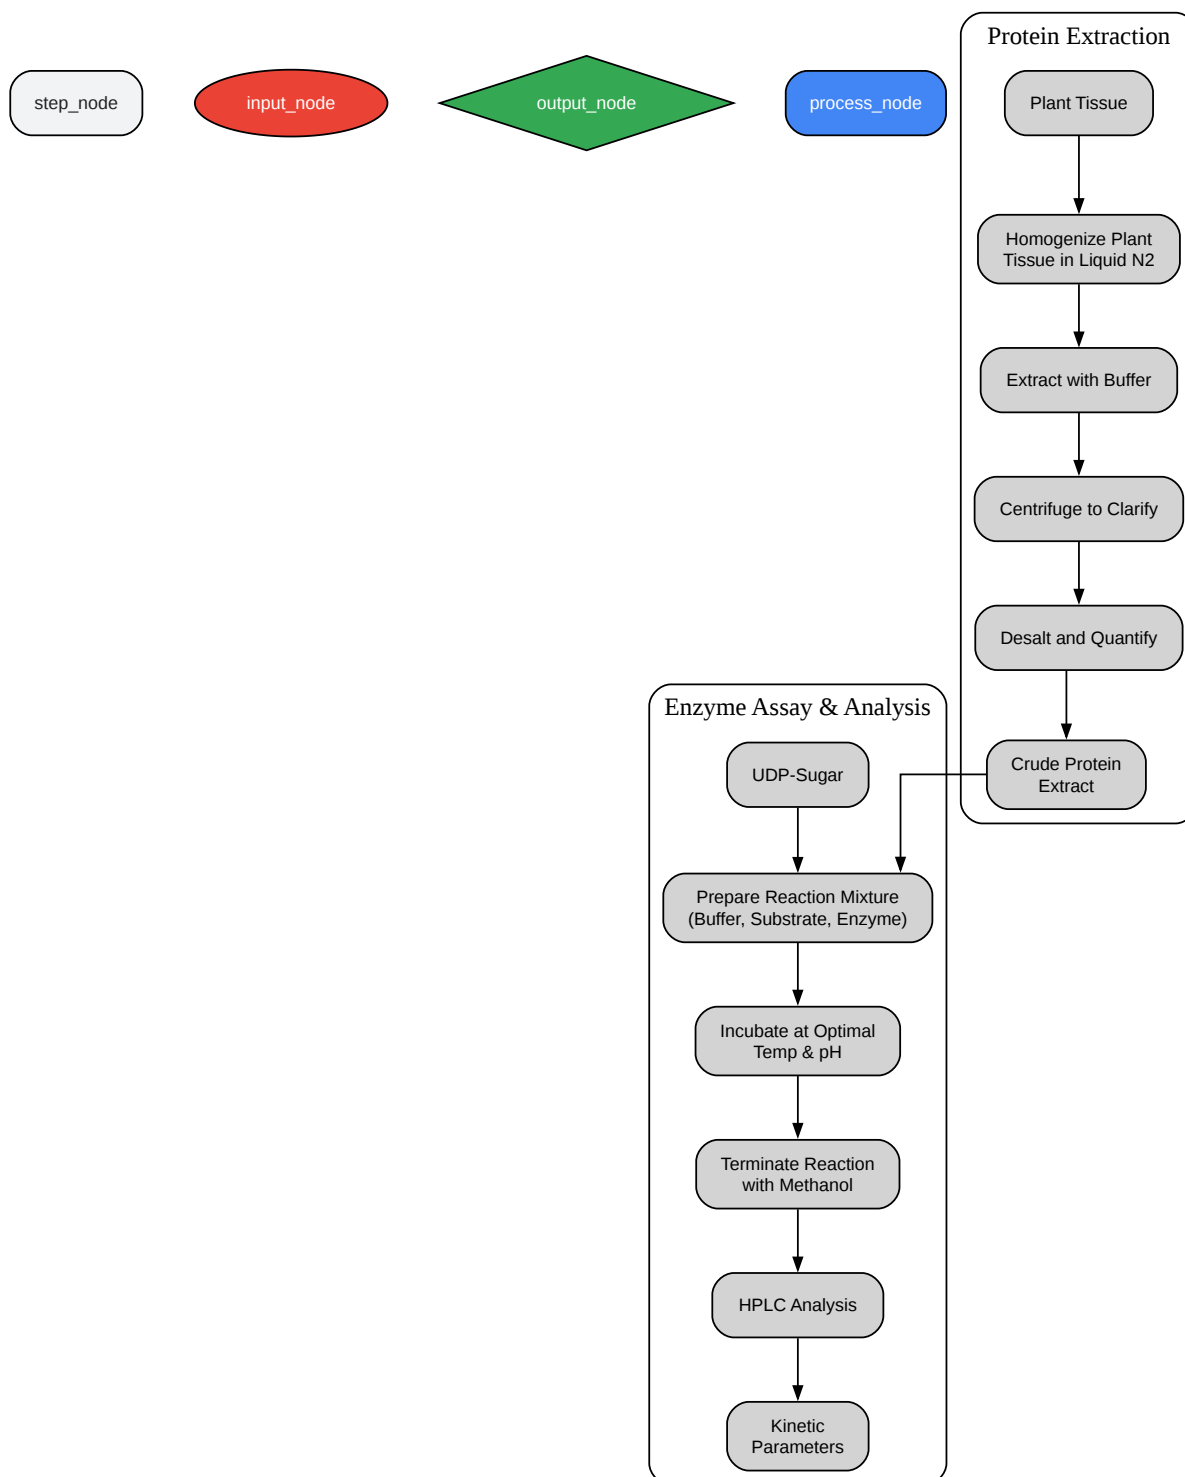 step_node
input_node
output_node
process_node
Protein Extraction
Plant Tissue
Homogenize Plant
Tissue in Liquid N2
Extract with Buffer
Centrifuge to Clarify
Desalt and Quantify
Crude Protein
Extract
Enzyme Assay & Analysis
UDP-Sugar
Prepare Reaction Mixture
(Buffer, Substrate, Enzyme)
Incubate at Optimal
Temp & pH
Terminate Reaction
with Methanol
HPLC Analysis
Kinetic
Parameters